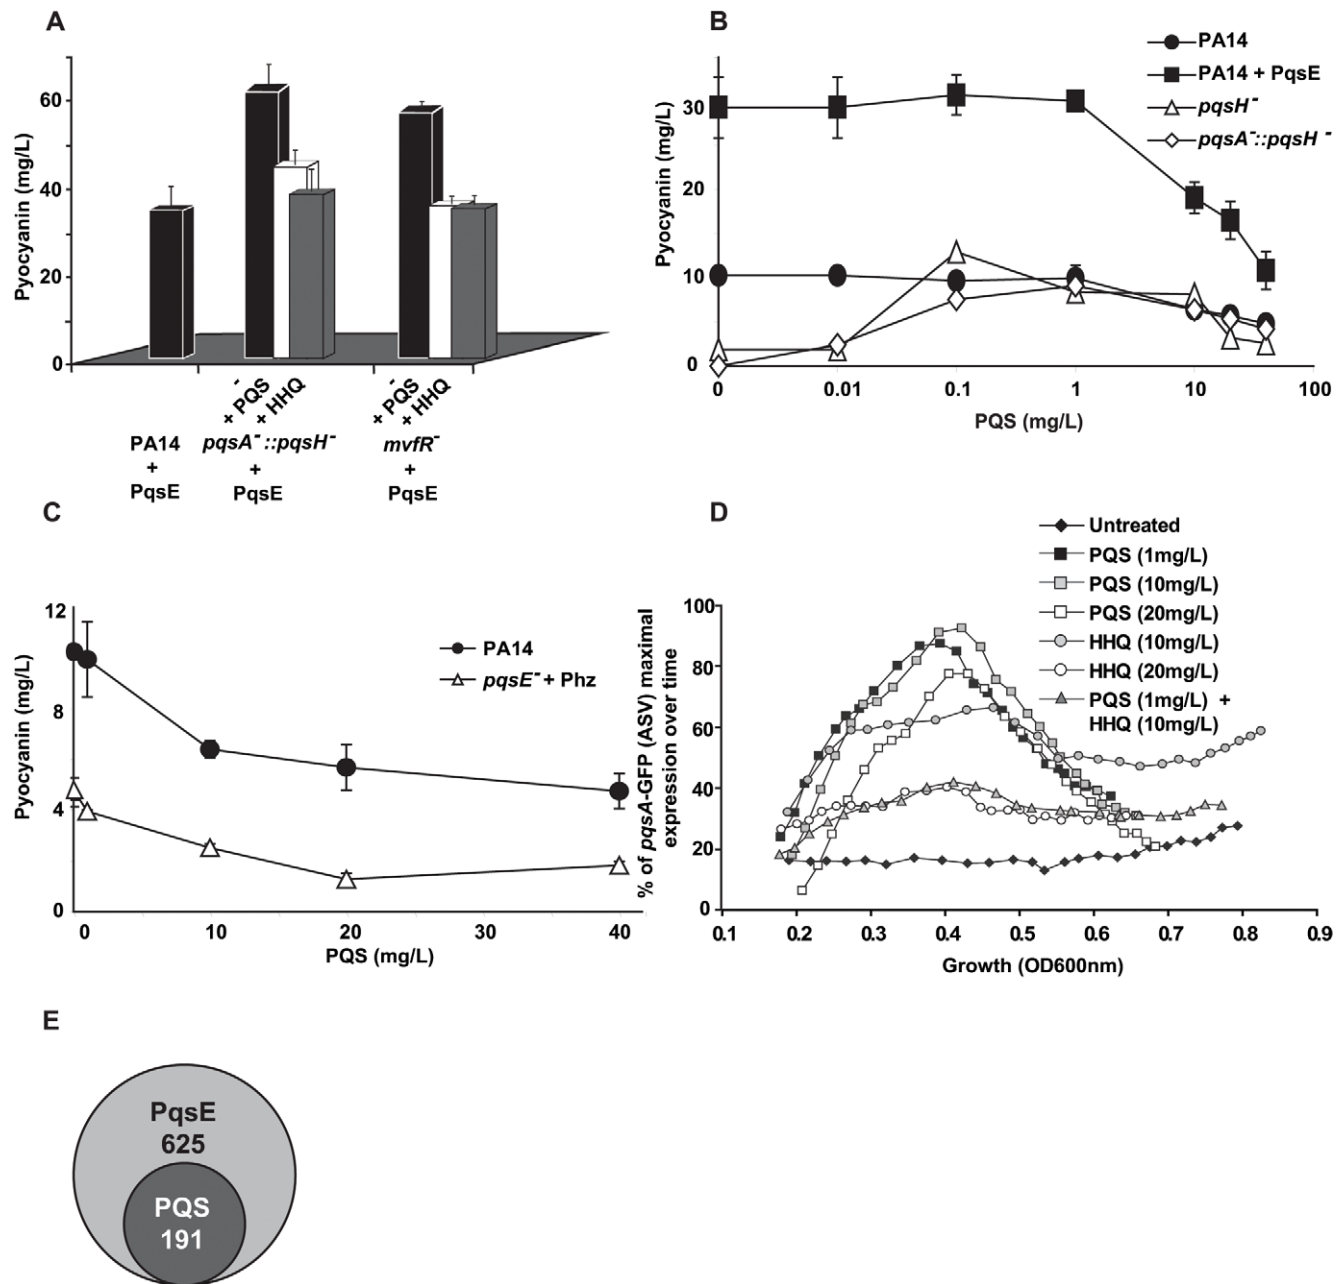 A
Pyocyanin (mg/L)
60
40
20
0
-
+ PQS
+ HHQ
-
+ PQS
+ HHQ
PA14
+
PqsE
pqsA⁻::pqsH⁻
+
PqsE
mvfR⁻
+
PqsE
B
PA14
PA14 + PqsE
pqsH⁻
pqsA⁻::pqsH⁻
Pyocyanin (mg/L)
30
20
10
0
0 0.01 0.1 1 10 100
PQS (mg/L)
C
Pyocyanin (mg/L)
12
8
4
0
PA14
pqsE⁻ + Phz
0 10 20 30 40
PQS (mg/L)
D
Untreated
PQS (1mg/L)
PQS (10mg/L)
PQS (20mg/L)
HHQ (10mg/L)
HHQ (20mg/L)
PQS (1mg/L) +
HHQ (10mg/L)
% of pqsA-GFP (ASV) maximal
expression over time
100
80
60
40
20
0
0.1 0.2 0.3 0.4 0.5 0.6 0.7 0.8 0.9
Growth (OD600nm)
E
PqsE
625
PQS
191